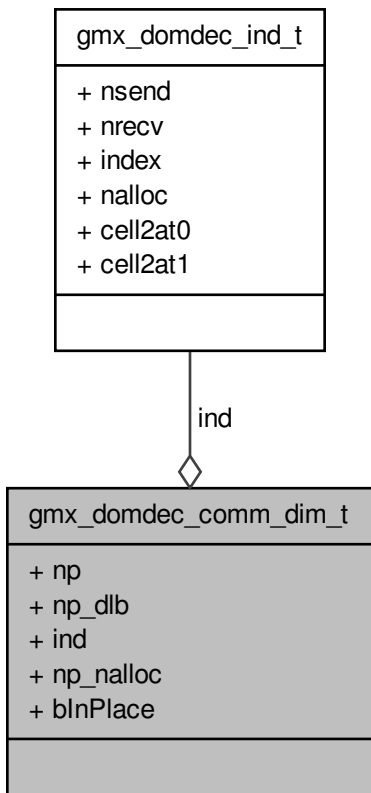 gmx_domdec_ind_t
+ nsend
+ nrecv
+ index
+ nalloc
+ cell2at0
+ cell2at1
ind
gmx_domdec_comm_dim_t
+ np
+ np_dlb
+ ind
+ np_nalloc
+ bInPlace